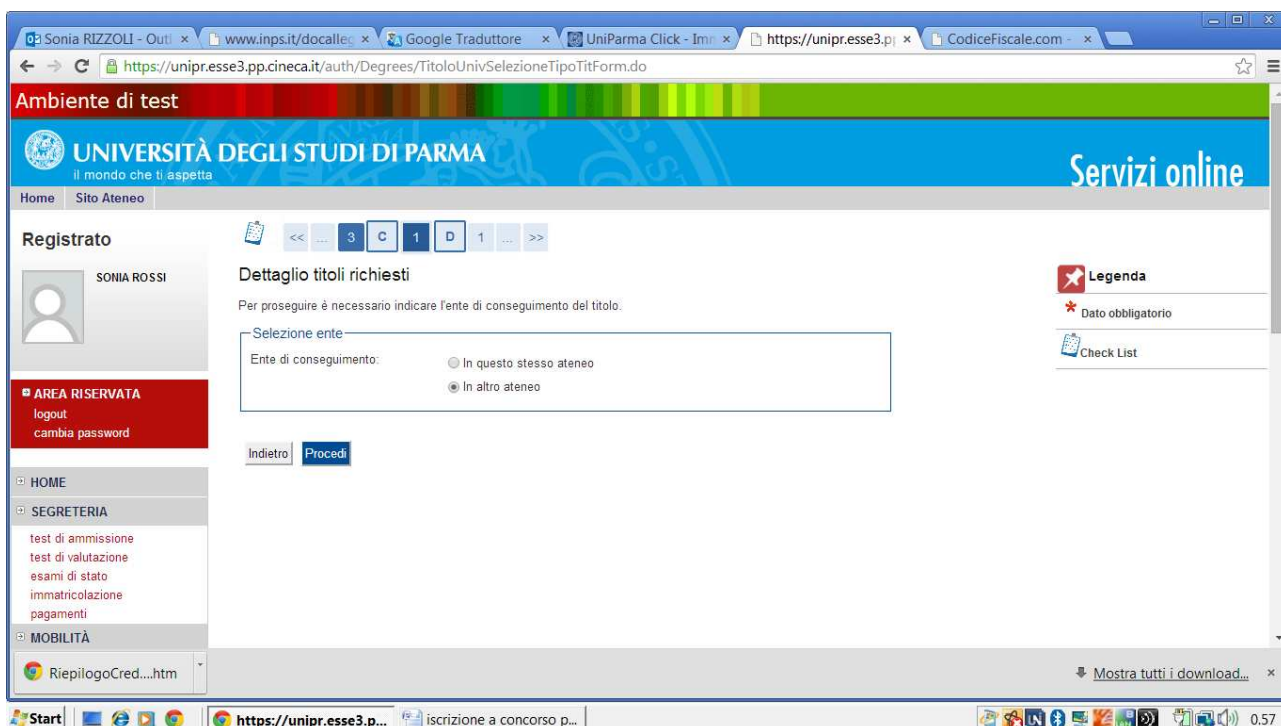 Sonia RIZZOLI - Outl
www.inps.it/docalleg
Google Traduttore
UniParma Click - Imm
https://unipr.esse3.p
CodiceFiscale.com -
https://unipr.esse3.pp.cineca.it/auth/Degrees/TitoloUnivSelezioneTipoTitForm.do
Ambiente di test
UNIVERSITÀ DEGLI STUDI DI PARMA
il mondo che ti aspetta
Servizi online
Home Sito Ateneo
Registrato
SONIA ROSSI
<< ... 3 C 1 D 1 ... >>
Dettaglio titoli richiesti
Per proseguire è necessario indicare l'ente di conseguimento del titolo.
Selezione ente
Ente di conseguimento:
In questo stesso ateneo
In altro ateneo
Indietro Procedi
Legenda
* Dato obbligatorio
Check List
AREA RISERVATA
logout
cambia password
HOME
SEGRETERIA
test di ammissione
test di valutazione
esami di stato
immatricolazione
pagamenti
MOBILITÀ
RiepilogoCred....htm
Mostra tutti i download...
Start
https://unipr.esse3.p...
iscrizione a concorso p...
0.57